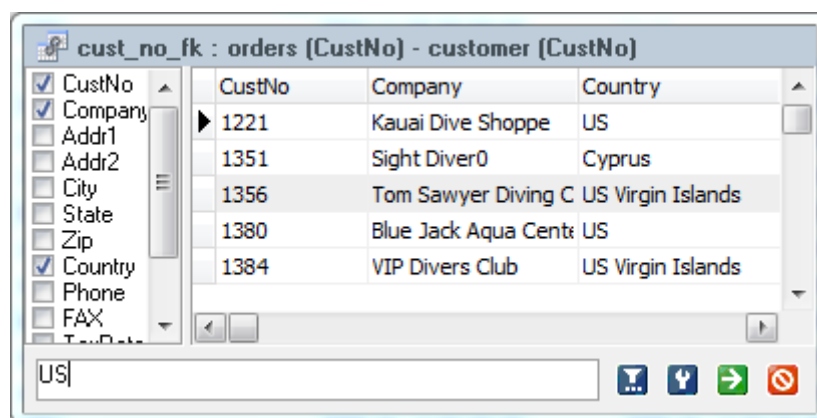 cust_no_fk : orders (CustNo) - customer (CustNo)
CustNo
Company
Addr1
Addr2
City
State
Zip
Country
Phone
FAX
CustNo Company Country
1221 Kauai Dive Shoppe US
1351 Sight Diver0 Cyprus
1356 Tom Sawyer Diving C US Virgin Islands
1380 Blue Jack Aqua Cente US
1384 VIP Divers Club US Virgin Islands
US